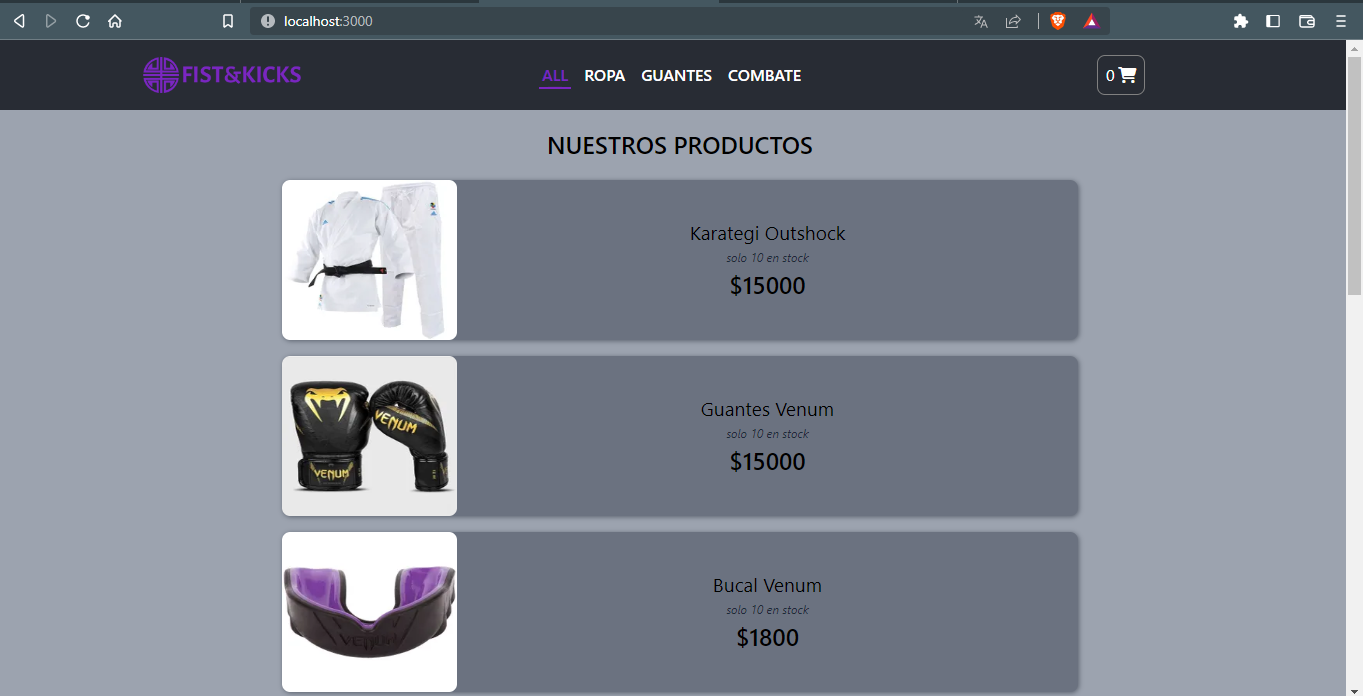 localhost:3000
FIST&KICKS
ALL ROPA GUANTES COMBATE
0
NUESTROS PRODUCTOS
Karategi Outshock
solo 10 en stock
$15000
VENUM
VENUM
Guantes Venum
solo 10 en stock
$15000
VENUM
Bucal Venum
solo 10 en stock
$1800